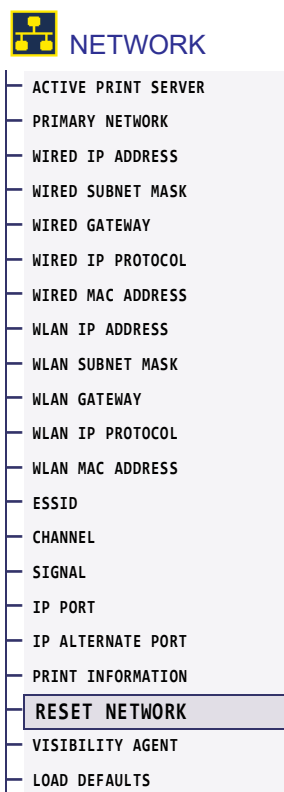 NETWORK
ACTIVE PRINT SERVER
PRIMARY NETWORK
WIRED IP ADDRESS
WIRED SUBNET MASK
WIRED GATEWAY
WIRED IP PROTOCOL
WIRED MAC ADDRESS
WLAN IP ADDRESS
WLAN SUBNET MASK
WLAN GATEWAY
WLAN IP PROTOCOL
WLAN MAC ADDRESS
ESSID
CHANNEL
SIGNAL
IP PORT
IP ALTERNATE PORT
PRINT INFORMATION
RESET NETWORK
VISIBILITY AGENT
LOAD DEFAULTS